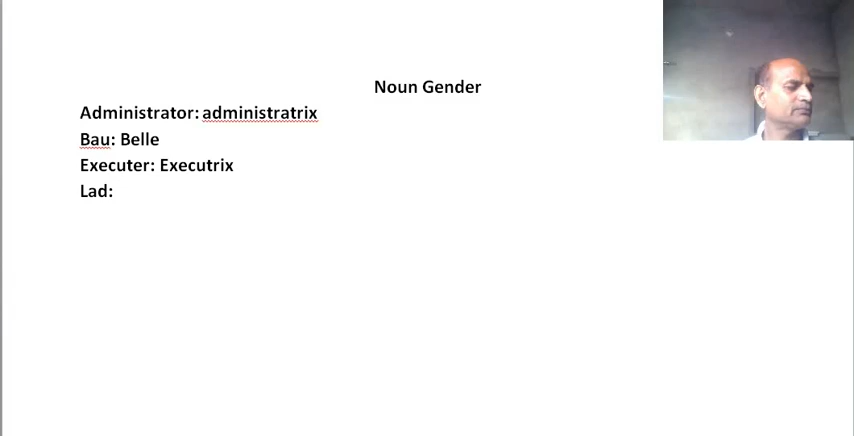 Noun Gender
Administrator: administratrix
Bau: Belle
Executer: Executrix
Lad: